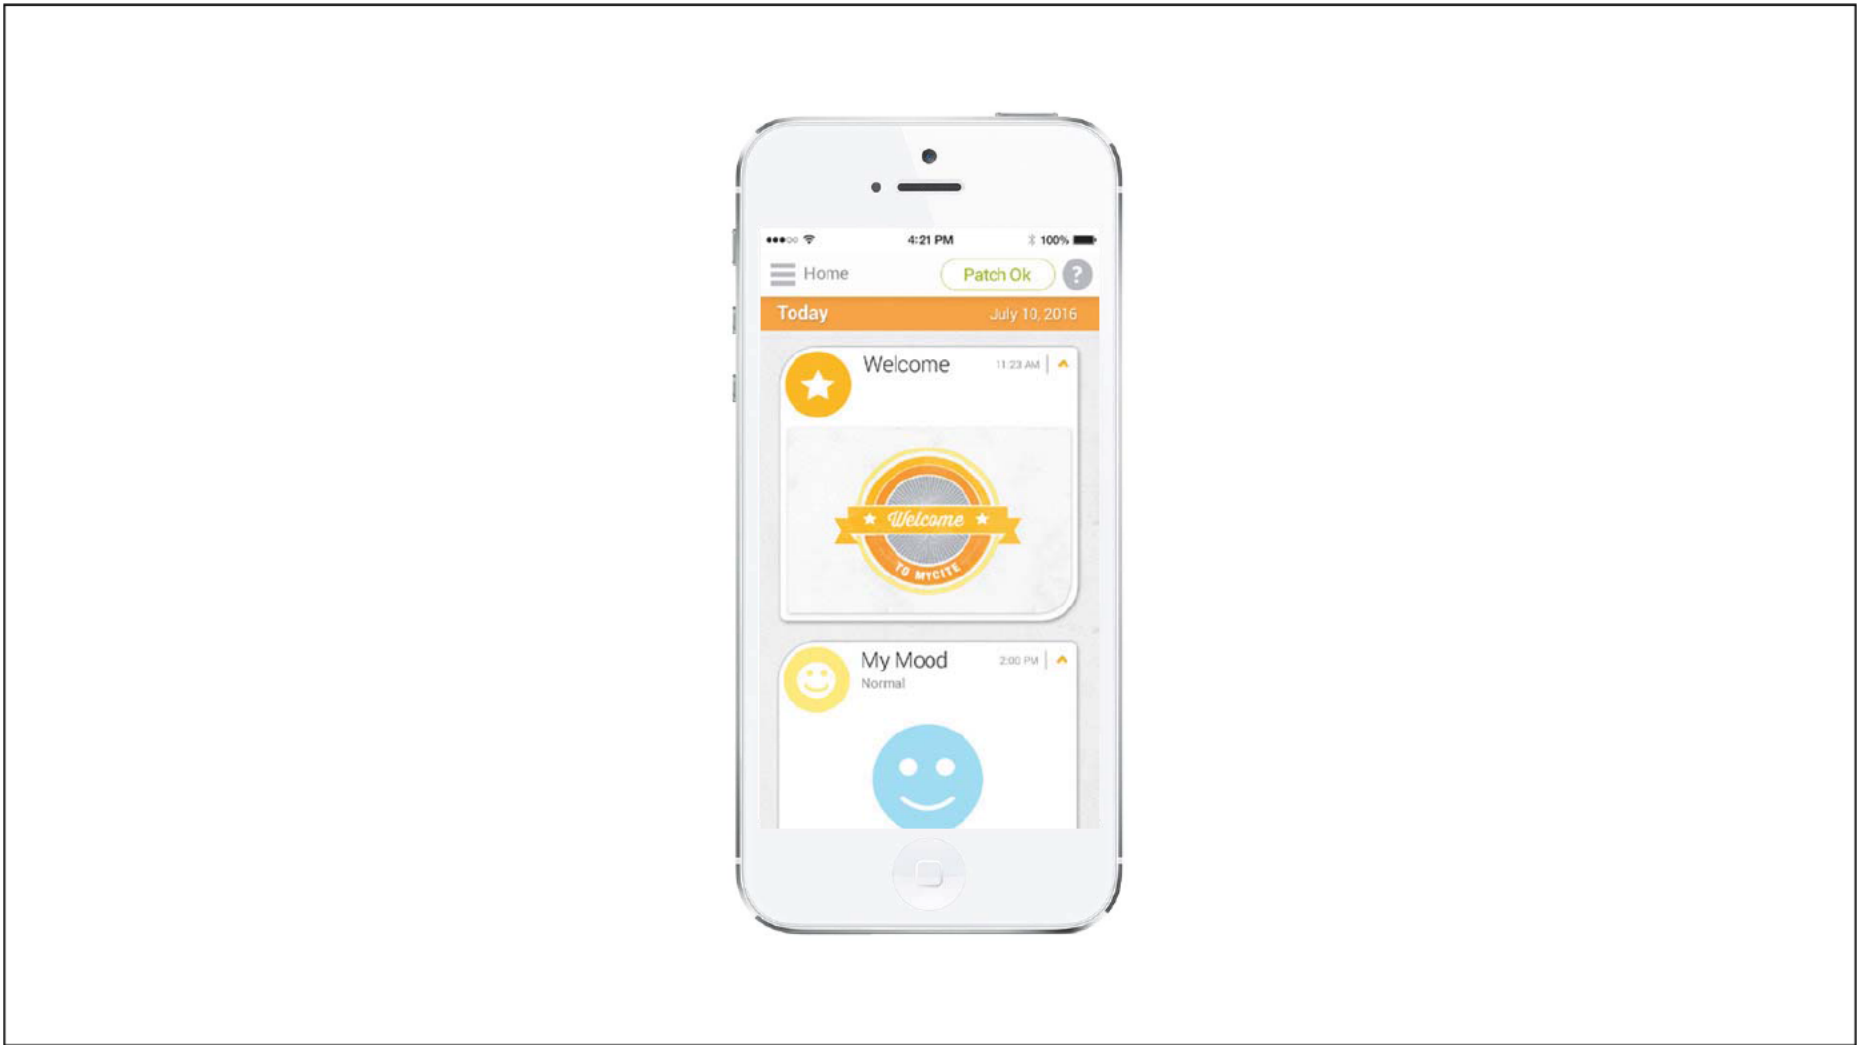 4:21 PM 100%
Home Patch Ok ?
Today July 10, 2016
Welcome 11:23 AM
Welcome
TO MYCITE
My Mood 2:00 PM
Normal